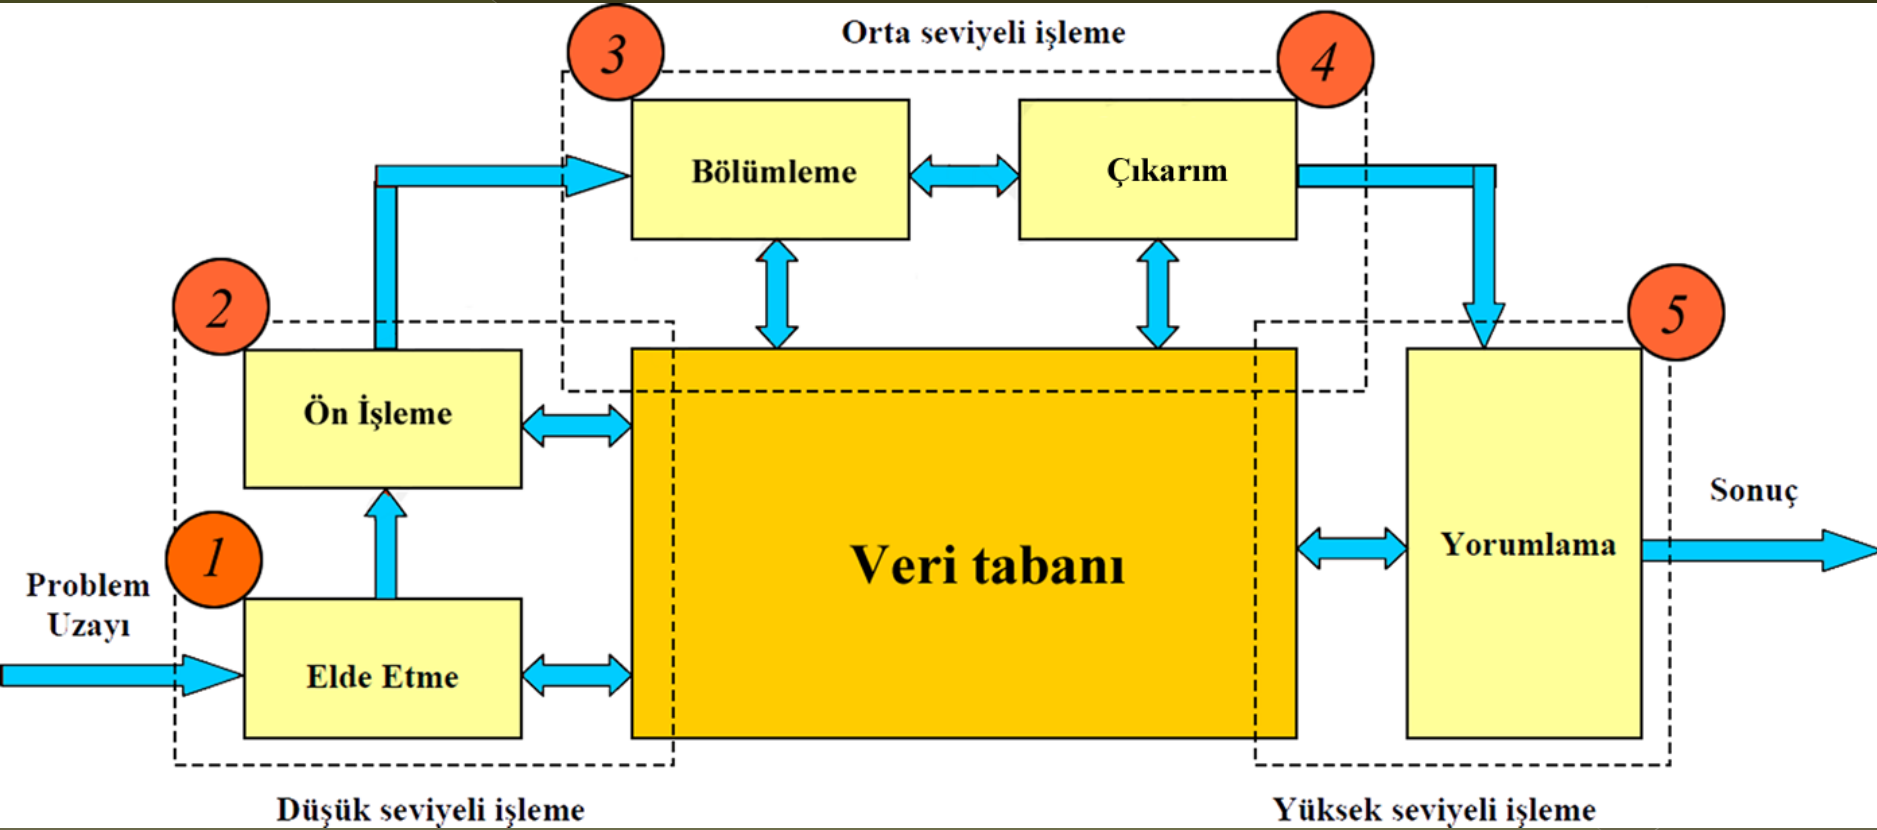 Orta seviyeli işleme
3
4
Bölümleme
Çıkarım
2
5
Ön İşleme
Veri tabanı
Yorumlama
Sonuç
1
Problem
Uzayı
Elde Etme
Düşük seviyeli işleme
Yüksek seviyeli işleme